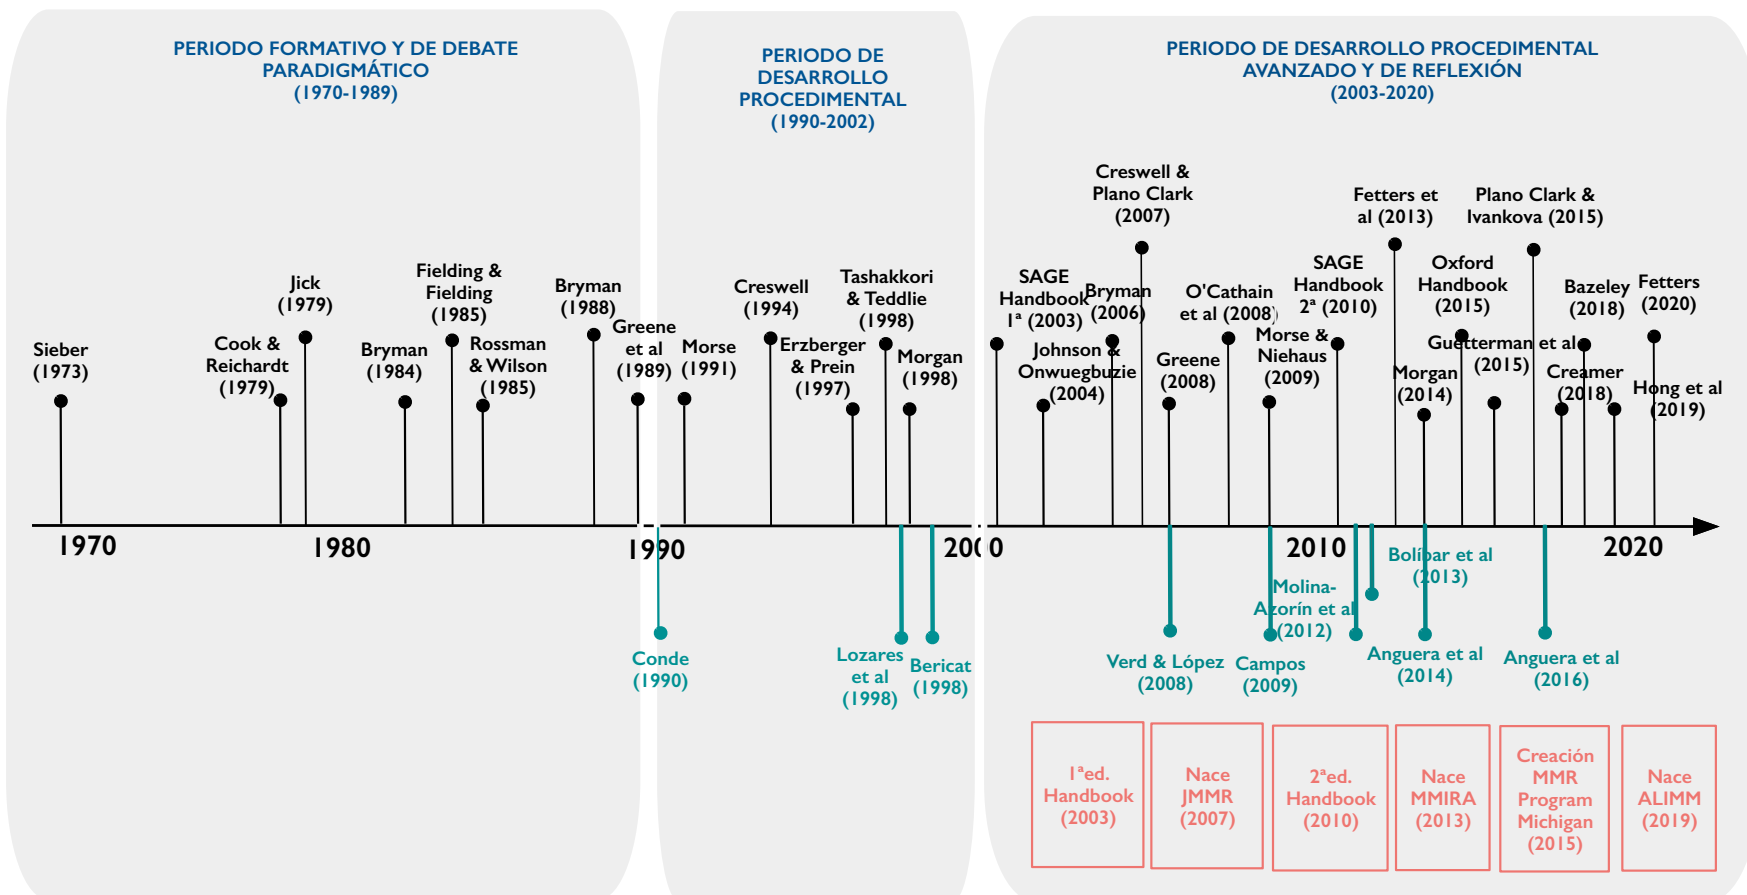 PERIODO FORMATIVO Y DE DEBATE
PARADIGMÁTICO
(1970-1989)
PERIODO DE
DESARROLLO
PROCEDIMENTAL
(1990-2002)
PERIODO DE DESARROLLO PROCEDIMENTAL
AVANZADO Y DE REFLEXIÓN
(2003-2020)
Sieber
(1973)
Cook &
Reichardt
(1979)
Jick
(1979)
Bryman
(1984)
Fielding &
Fielding
(1985)
Rossman
& Wilson
(1985)
Bryman
(1988)
Greene
et al
(1989)
Morse
(1991)
Creswell
(1994)
Erzberger
& Prein
(1997)
Tashakkori
& Teddlie
(1998)
Morgan
(1998)
SAGE
Handbook
1ª (2003)
Johnson &
Onwuegbuzie
(2004)
Bryman
(2006)
Creswell &
Plano Clark
(2007)
Greene
(2008)
O'Cathain
et al (2008)
Morse &
Niehaus
(2009)
SAGE
Handbook
2ª (2010)
Fetters et
al (2013)
Morgan
(2014)
Oxford
Handbook
(2015)
Guetterman et al
(2015)
Plano Clark &
Ivankova (2015)
Creamer
(2018)
Bazeley
(2018)
Hong et al
(2019)
Fetters
(2020)
1970
1980
1990
2000
2010
2020
Conde
(1990)
Lozares
et al
(1998)
Bericat
(1998)
Verd & López
(2008)
Campos
(2009)
Molina-
Azorín et al
(2012)
Bolíbar et al
(2013)
Anguera et al
(2014)
Anguera et al
(2016)
1ªed.
Handbook
(2003)
Nace
JMMR
(2007)
2ªed.
Handbook
(2010)
Nace
MMIRA
(2013)
Creación
MMR
Program
Michigan
(2015)
Nace
ALIMM
(2019)